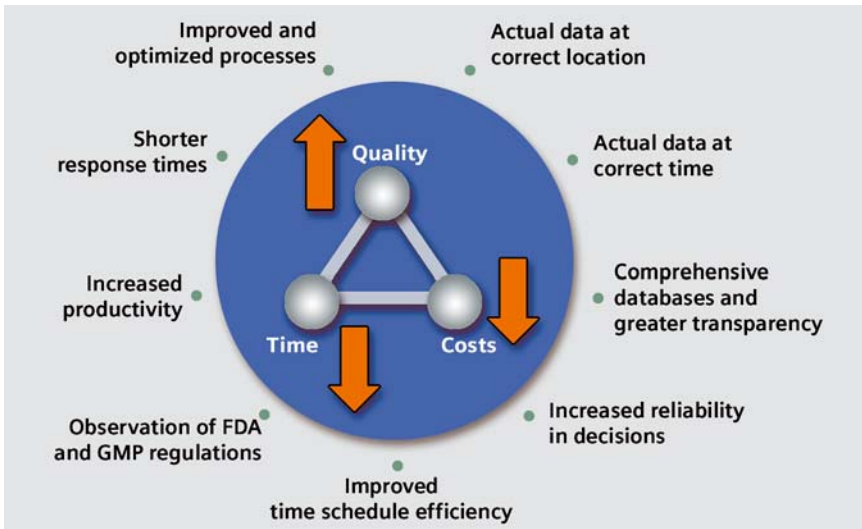 Improved and
optimized processes
Actual data at
correct location
Shorter
response times
Quality
Actual data at
correct time
Increased
productivity
Comprehensive
databases and
greater transparency
Time
Costs
Observation of FDA
and GMP regulations
Increased reliability
in decisions
Improved
time schedule efficiency